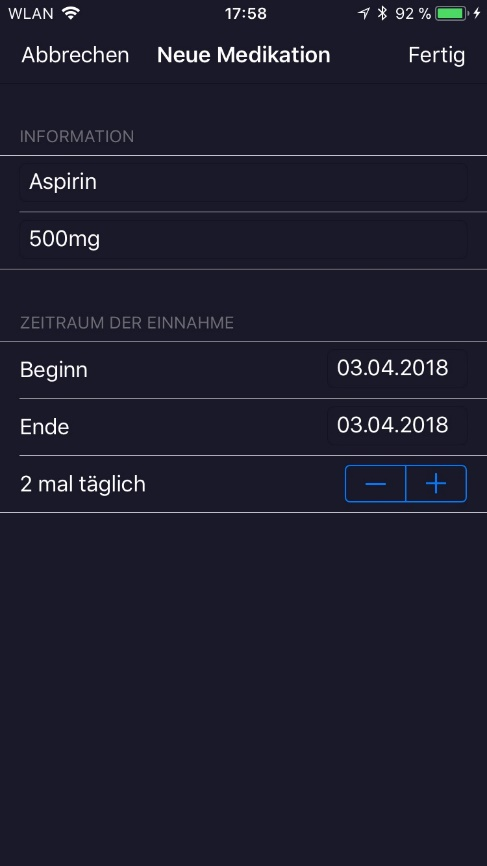 WLAN 17:58 92 %
Abbrechen Neue Medikation Fertig
INFORMATION
Aspirin
500mg
ZEITRAUM DER EINNAHME
Beginn 03.04.2018
Ende 03.04.2018
2 mal täglich — +